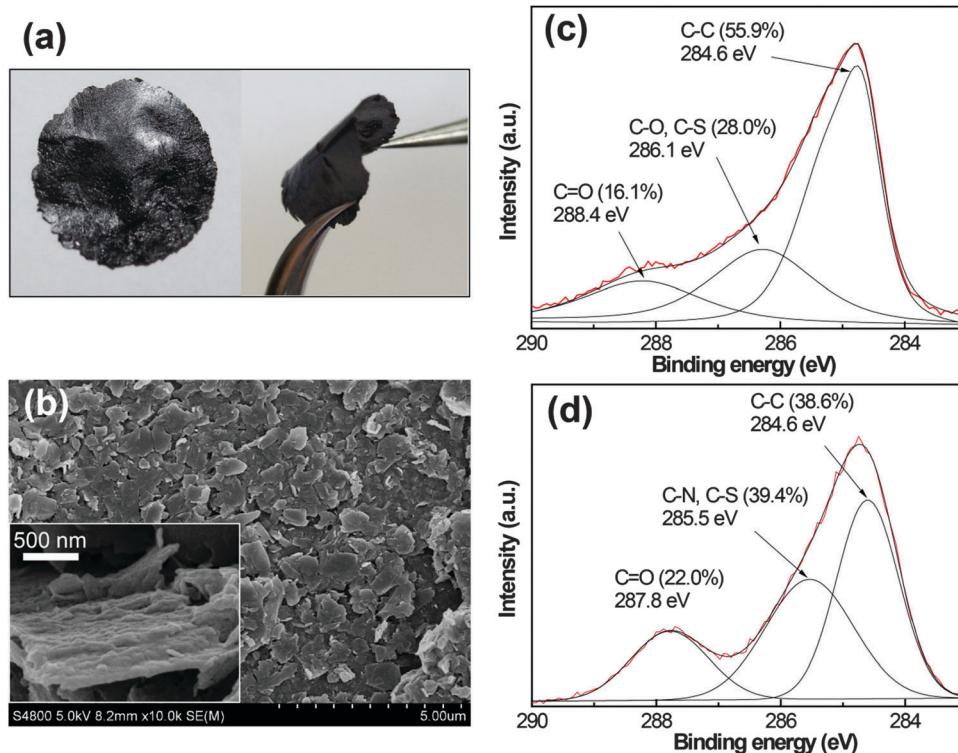 (a)
(b)
500 nm
S4800 5.0kV 8.2mm x10.0k SE(M)
5.00um
(c)
C-C (55.9%)
284.6 eV
C-O, C-S (28.0%)
286.1 eV
C=O (16.1%)
288.4 eV
Intensity (a.u.)
290
288
286
284
Binding energy (eV)
(d)
C-C (38.6%)
284.6 eV
C-N, C-S (39.4%)
285.5 eV
C=O (22.0%)
287.8 eV
Intensity (a.u.)
290
288
286
284
Binding energy (eV)